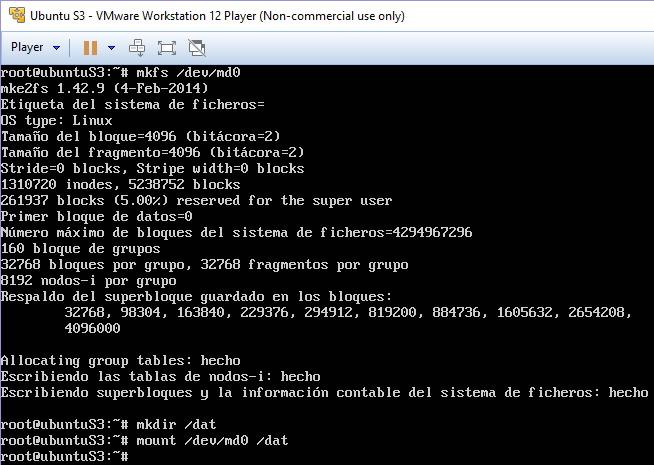 Ubuntu S3 - VMware Workstation 12 Player (Non-commercial use only)
Player
root@ubuntuS3:~# mkfs /dev/md0
mke2fs 1.42.9 (4-Feb-2014)
Etiqueta del sistema de ficheros=
OS type: Linux
Tamaño del bloque=4096 (bitácora=2)
Tamaño del fragmento=4096 (bitácora=2)
Stride=0 blocks, Stripe width=0 blocks
1310720 inodes, 5238752 blocks
261937 blocks (5.00%) reserved for the super user
Primer bloque de datos=0
Número máximo de bloques del sistema de ficheros=4294967296
160 bloque de grupos
32768 bloques por grupo, 32768 fragmentos por grupo
8192 nodos-i por grupo
Respaldo del superbloque guardado en los bloques:
32768, 98304, 163840, 229376, 294912, 819200, 884736, 1605632, 2654208,
4096000
Allocating group tables: hecho
Escribiendo las tablas de nodos-i: hecho
Escribiendo superbloques y la información contable del sistema de ficheros: hecho
root@ubuntuS3:~# mkdir /dat
root@ubuntuS3:~# mount /dev/md0 /dat
root@ubuntuS3:~#